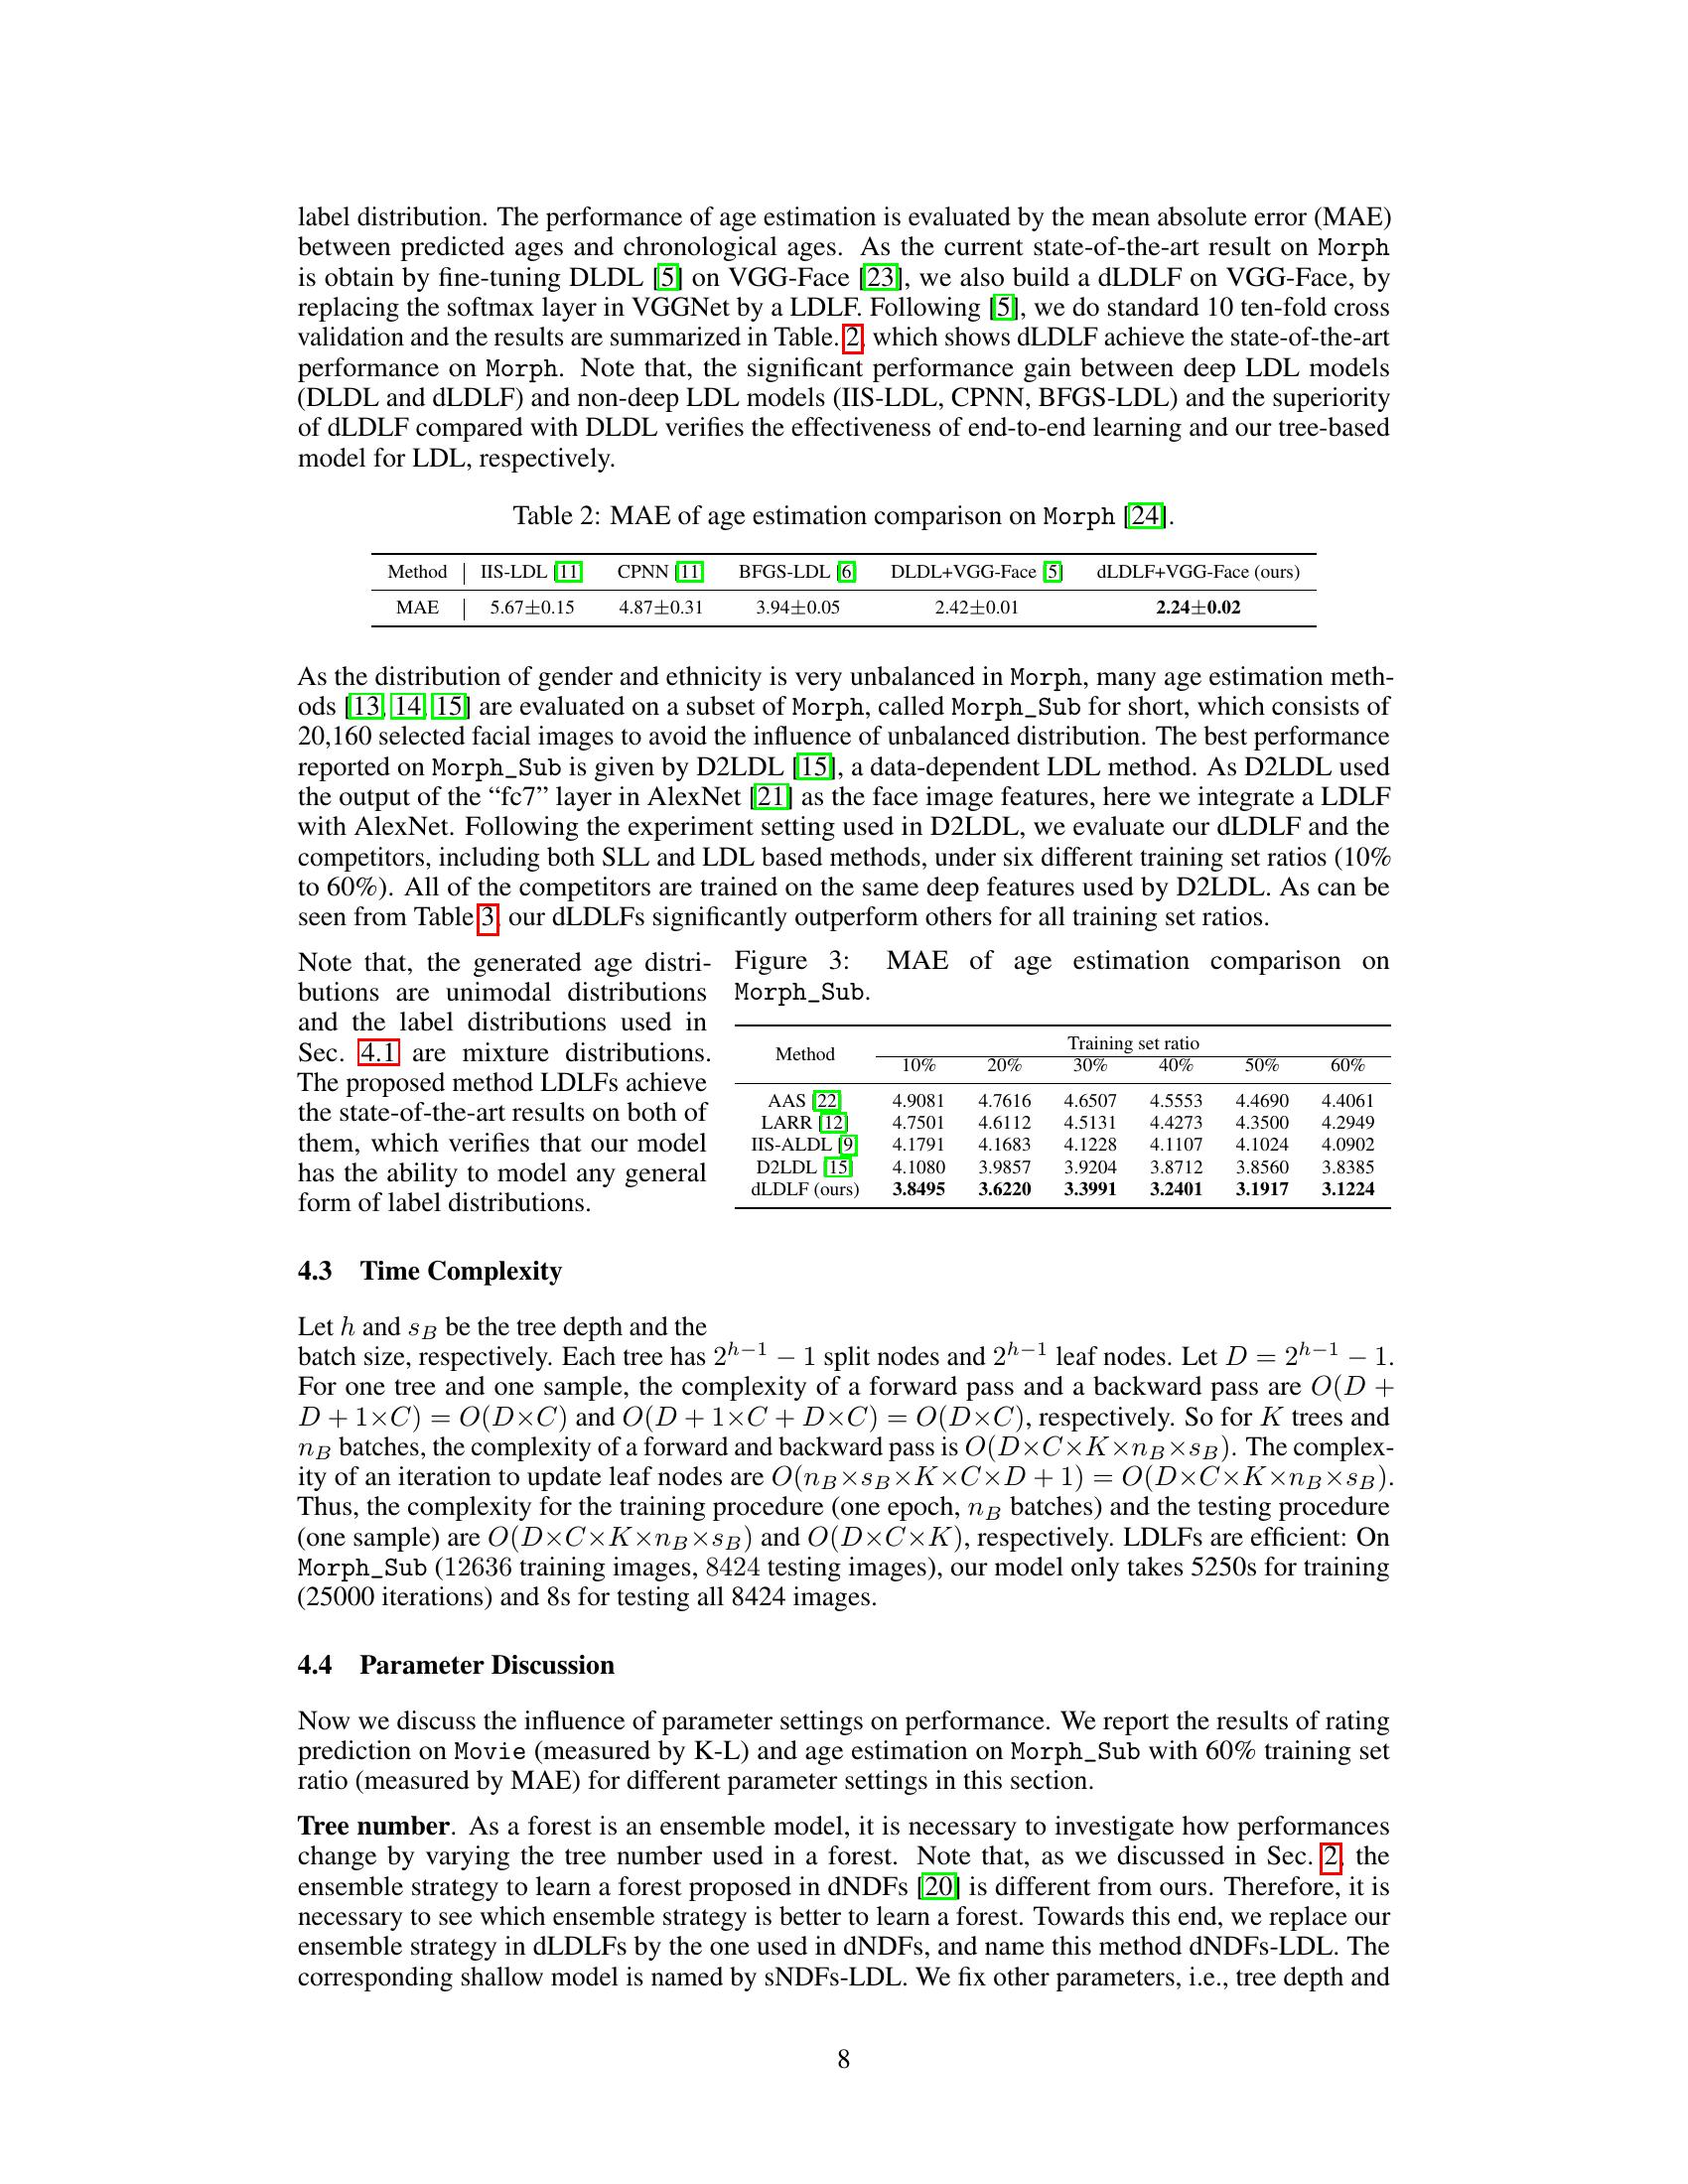 label distribution. The performance of age estimation is evaluated by the mean absolute error (MAE)
between predicted ages and chronological ages. As the current state-of-the-art result on Morph
is obtain by fine-tuning DLDL [5] on VGG-Face [23], we also build a dLDLF on VGG-Face, by
replacing the softmax layer in VGGNet by a LDLF. Following [5], we do standard 10 ten-fold cross
validation and the results are summarized in Table. 2, which shows dLDLF achieve the state-of-the-art
performance on Morph. Note that, the significant performance gain between deep LDL models
(DLDL and dLDLF) and non-deep LDL models (IIS-LDL, CPNN, BFGS-LDL) and the superiority
of dLDLF compared with DLDL verifies the effectiveness of end-to-end learning and our tree-based
model for LDL, respectively.
Table 2: MAE of age estimation comparison on Morph [24].
Method IIS-LDL [11] CPNN [11] BFGS-LDL [6] DLDL+VGG-Face [5] dLDLF+VGG-Face (ours)
MAE 5.67±0.15 4.87±0.31 3.94±0.05 2.42±0.01 2.24±0.02
As the distribution of gender and ethnicity is very unbalanced in Morph, many age estimation meth-
ods [13, 14, 15] are evaluated on a subset of Morph, called Morph_Sub for short, which consists of
20,160 selected facial images to avoid the influence of unbalanced distribution. The best performance
reported on Morph_Sub is given by D2LDL [15], a data-dependent LDL method. As D2LDL used
the output of the “fc7” layer in AlexNet [21] as the face image features, here we integrate a LDLF
with AlexNet. Following the experiment setting used in D2LDL, we evaluate our dLDLF and the
competitors, including both SLL and LDL based methods, under six different training set ratios (10%
to 60%). All of the competitors are trained on the same deep features used by D2LDL. As can be
seen from Table 3, our dLDLFs significantly outperform others for all training set ratios.
Note that, the generated age distri-
butions are unimodal distributions
and the label distributions used in
Sec. 4.1 are mixture distributions.
The proposed method LDLFs achieve
the state-of-the-art results on both of
them, which verifies that our model
has the ability to model any general
form of label distributions.
Figure 3: MAE of age estimation comparison on
Morph_Sub.
Method Training set ratio
10% 20% 30% 40% 50% 60%
AAS [22] 4.9081 4.7616 4.6507 4.5553 4.4690 4.4061
LARR [12] 4.7501 4.6112 4.5131 4.4273 4.3500 4.2949
IIS-ALDL [9] 4.1791 4.1683 4.1228 4.1107 4.1024 4.0902
D2LDL [15] 4.1080 3.9857 3.9204 3.8712 3.8560 3.8385
dLDLF (ours) 3.8495 3.6220 3.3991 3.2401 3.1917 3.1224
4.3 Time Complexity
Let h and s_B be the tree depth and the
batch size, respectively. Each tree has 2^{h−1} − 1 split nodes and 2^{h−1} leaf nodes. Let D = 2^{h−1} − 1.
For one tree and one sample, the complexity of a forward pass and a backward pass are O(D +
D + 1×C) = O(D×C) and O(D + 1×C + D×C) = O(D×C), respectively. So for K trees and
n_B batches, the complexity of a forward and backward pass is O(D×C×K×n_B×s_B). The complex-
ity of an iteration to update leaf nodes are O(n_B×s_B×K×C×D + 1) = O(D×C×K×n_B×s_B).
Thus, the complexity for the training procedure (one epoch, n_B batches) and the testing procedure
(one sample) are O(D×C×K×n_B×s_B) and O(D×C×K), respectively. LDLFs are efficient: On
Morph_Sub (12636 training images, 8424 testing images), our model only takes 5250s for training
(25000 iterations) and 8s for testing all 8424 images.
4.4 Parameter Discussion
Now we discuss the influence of parameter settings on performance. We report the results of rating
prediction on Movie (measured by K-L) and age estimation on Morph_Sub with 60% training set
ratio (measured by MAE) for different parameter settings in this section.
Tree number. As a forest is an ensemble model, it is necessary to investigate how performances
change by varying the tree number used in a forest. Note that, as we discussed in Sec. 2, the
ensemble strategy to learn a forest proposed in dNDFs [20] is different from ours. Therefore, it is
necessary to see which ensemble strategy is better to learn a forest. Towards this end, we replace our
ensemble strategy in dLDLFs by the one used in dNDFs, and name this method dNDFs-LDL. The
corresponding shallow model is named by sNDFs-LDL. We fix other parameters, i.e., tree depth and
8